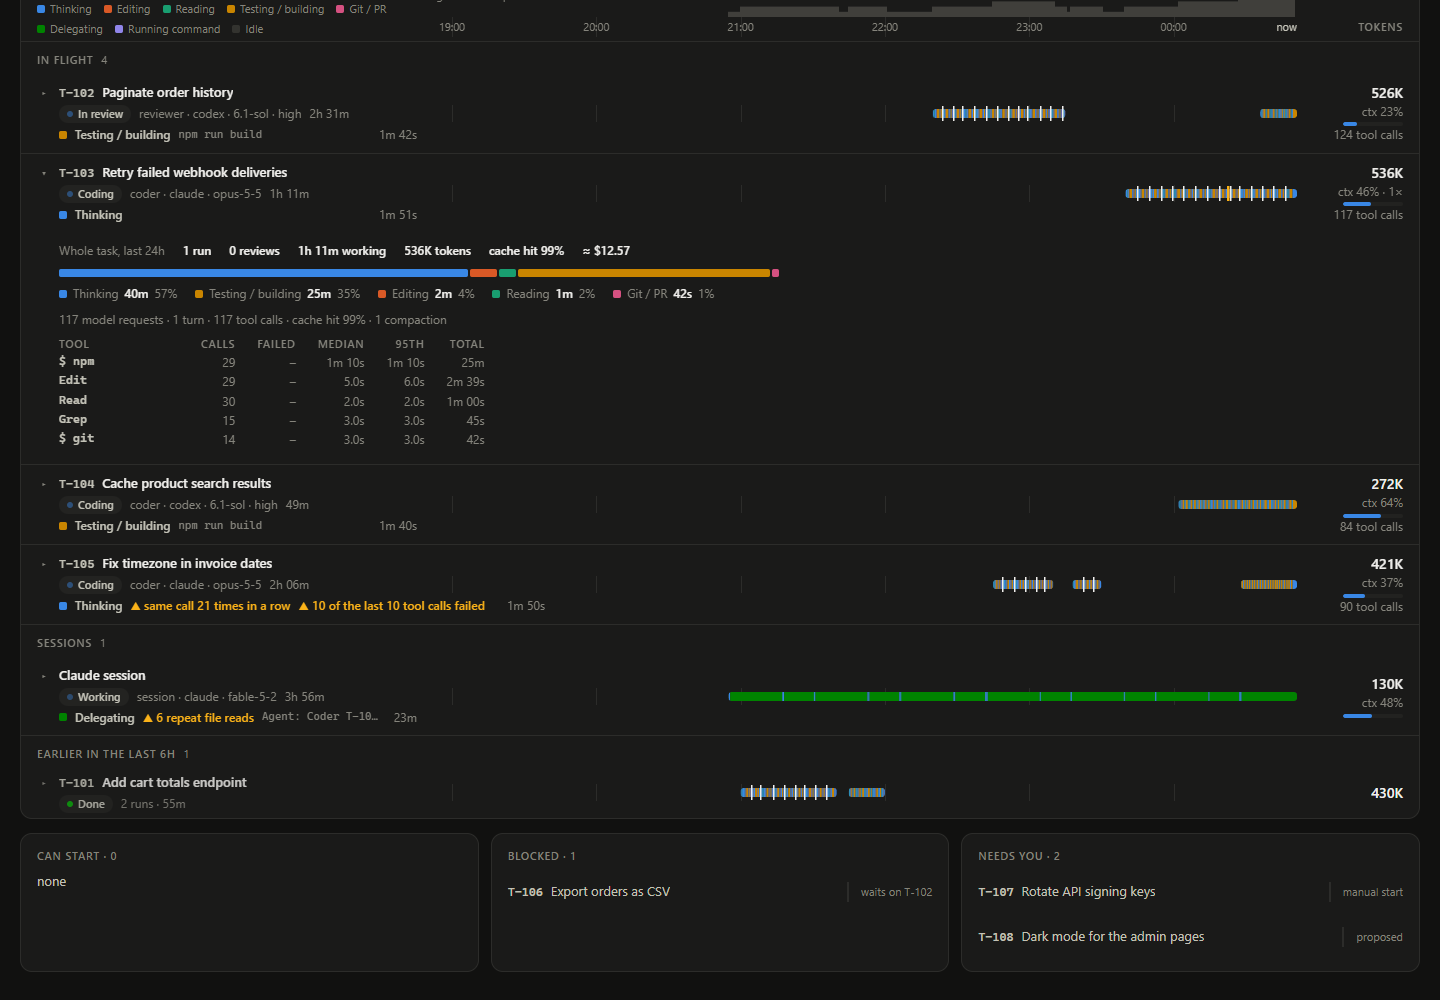 Thinking Editing Reading Testing / building Git / PR
Delegating Running command Idle 19:00 20:00 21:00 22:00 23:00 00:00 now TOKENS
IN FLIGHT 4
T-102 Paginate order history 526K
In review reviewer · codex · 6.1-sol · high 2h 31m ctx 23%
Testing / building npm run build 1m 42s 124 tool calls
T-103 Retry failed webhook deliveries 536K
Coding coder · claude · opus-5-5 1h 11m ctx 46% · 1×
Thinking 1m 51s 117 tool calls
Whole task, last 24h 1 run 0 reviews 1h 11m working 536K tokens cache hit 99% ≈ $12.57
Thinking 40m 57% Testing / building 25m 35% Editing 2m 4% Reading 1m 2% Git / PR 42s 1%
117 model requests · 1 turn · 117 tool calls · cache hit 99% · 1 compaction
TOOL CALLS FAILED MEDIAN 95TH TOTAL
$ npm 29 – 1m 10s 1m 10s 25m
Edit 29 – 5.0s 6.0s 2m 39s
Read 30 – 2.0s 2.0s 1m 00s
Grep 15 – 3.0s 3.0s 45s
$ git 14 – 3.0s 3.0s 42s
T-104 Cache product search results 272K
Coding coder · codex · 6.1-sol · high 49m ctx 64%
Testing / building npm run build 1m 40s 84 tool calls
T-105 Fix timezone in invoice dates 421K
Coding coder · claude · opus-5-5 2h 06m ctx 37%
Thinking ▲ same call 21 times in a row ▲ 10 of the last 10 tool calls failed 1m 50s 90 tool calls
SESSIONS 1
Claude session 130K
Working session · claude · fable-5-2 3h 56m ctx 48%
Delegating ▲ 6 repeat file reads Agent: Coder T-10… 23m
EARLIER IN THE LAST 6H 1
T-101 Add cart totals endpoint 430K
Done 2 runs · 55m
CAN START · 0
none
BLOCKED · 1
T-106 Export orders as CSV waits on T-102
NEEDS YOU · 2
T-107 Rotate API signing keys manual start
T-108 Dark mode for the admin pages proposed